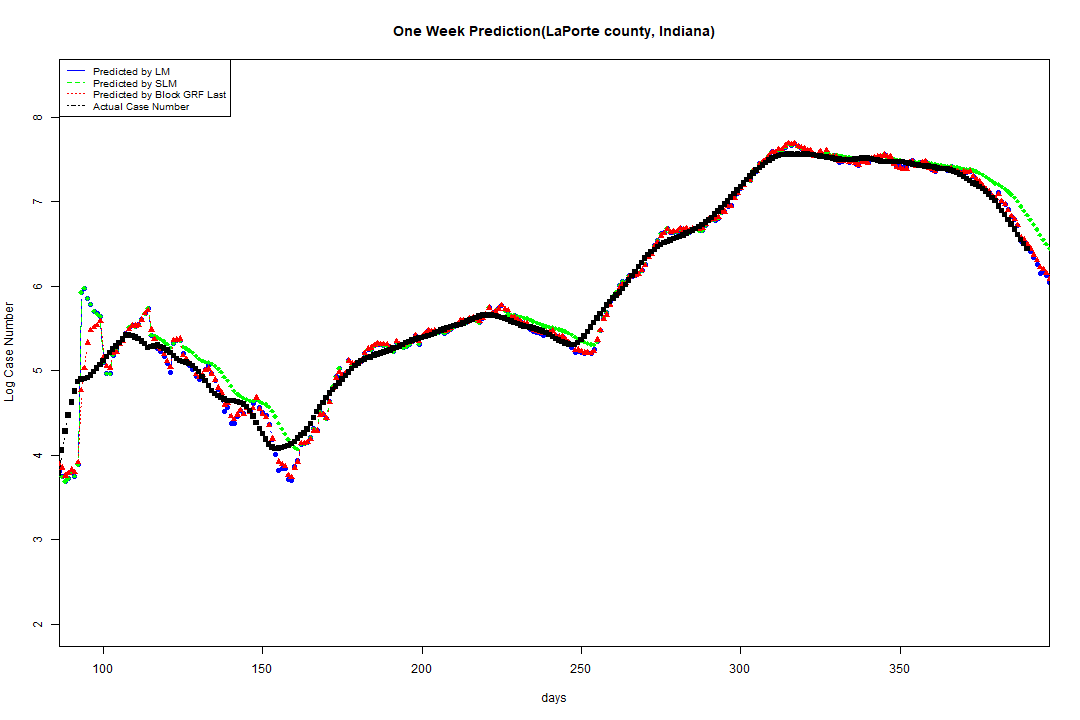 One Week Prediction(LaPorte county, Indiana)
Predicted by LM
Predicted by SLM
Predicted by Block GRF Last
Actual Case Number
8
7
6
5
4
3
2
Log Case Number
100 150 200 250 300 350
days